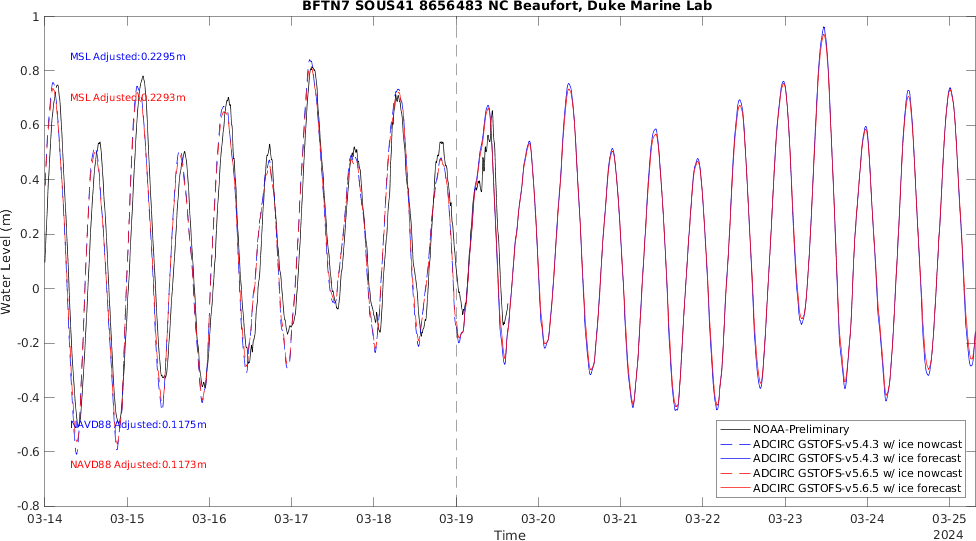 BFTN7 SOUS41 8656483 NC Beaufort, Duke Marine Lab
1
0.8
0.6
0.4
0.2
0
-0.2
-0.4
-0.6
-0.8
Water Level (m)
MSL Adjusted:0.2295m
MSL Adjusted:0.2293m
NAVD88 Adjusted:0.1175m
NAVD88 Adjusted:0.1173m
NOAA-Preliminary
ADCIRC GSTOFS-v5.4.3 w/ ice nowcast
ADCIRC GSTOFS-v5.4.3 w/ ice forecast
ADCIRC GSTOFS-v5.6.5 w/ ice nowcast
ADCIRC GSTOFS-v5.6.5 w/ ice forecast
03-14 03-15 03-16 03-17 03-18 03-19 03-20 03-21 03-22 03-23 03-24 03-25
2024
Time